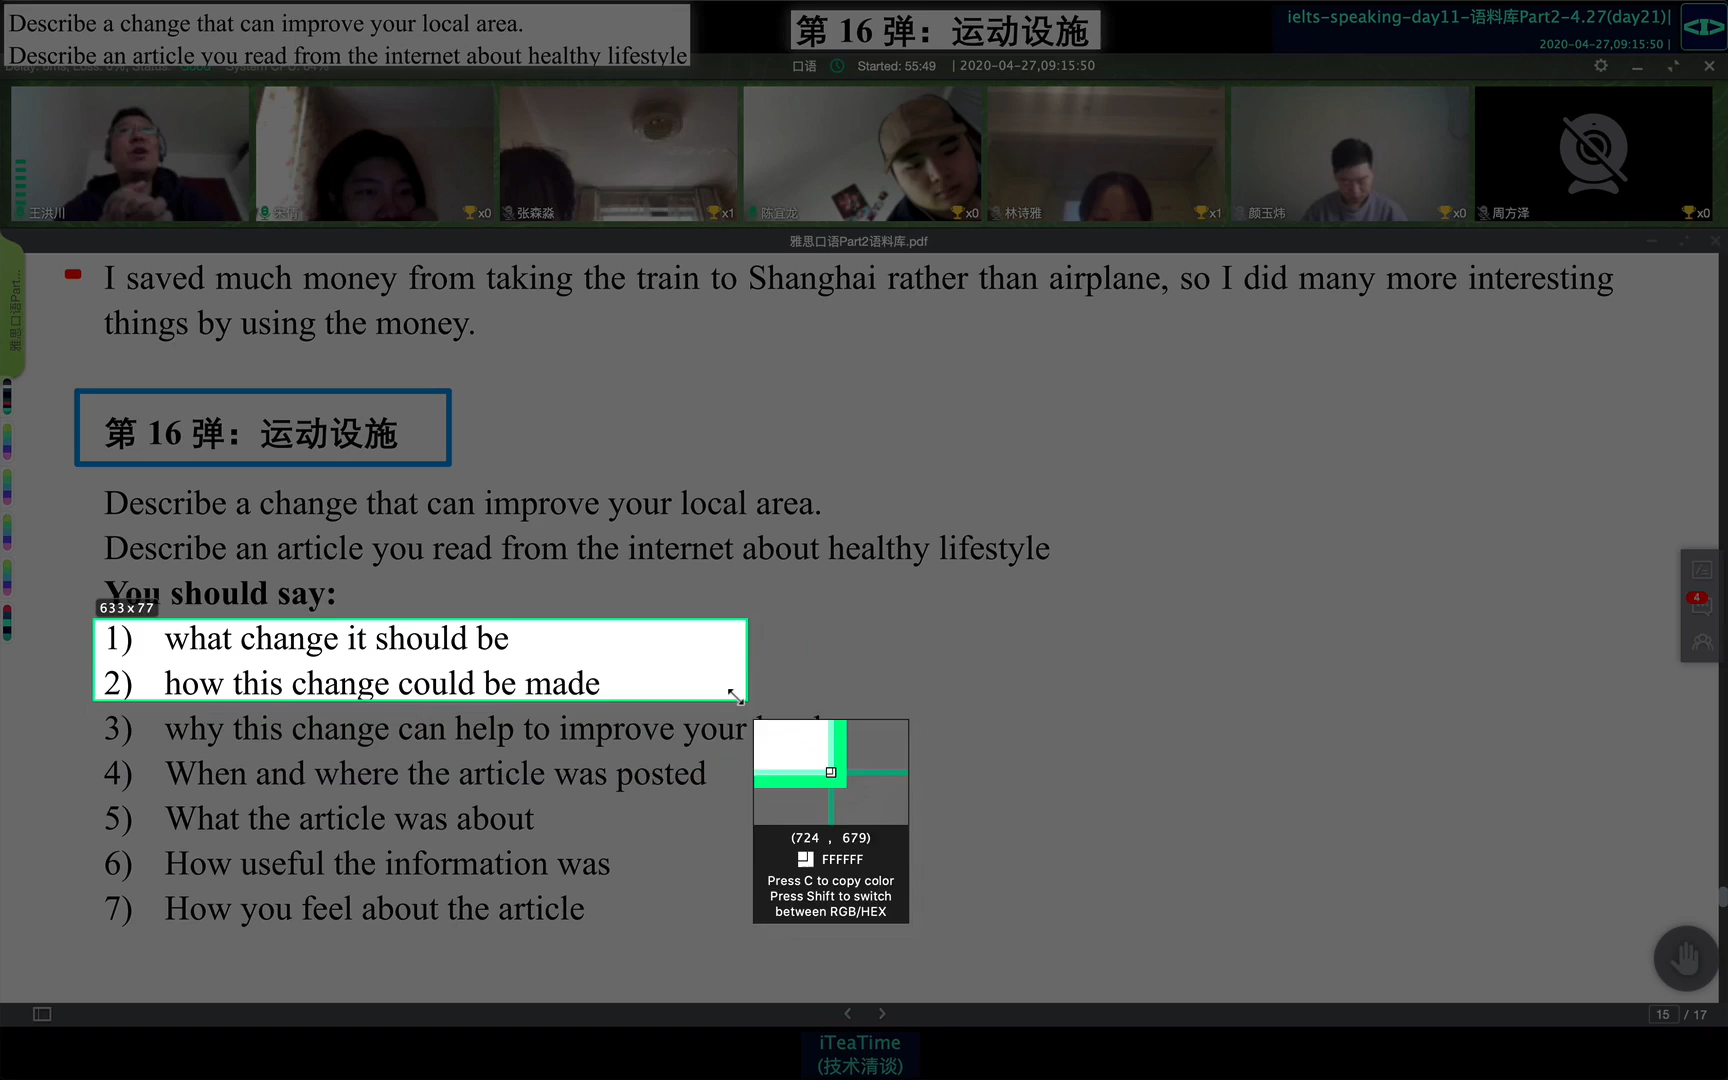 Describe a change that can improve your local area.
Describe an article you read from the internet about healthy lifestyle
第 16 弹：运动设施
ielts-speaking-day11-语料库Part2-4.27(day21)|
2020-04-27,09:15:50 |
口语 Started: 55:49 | 2020-04-27,09:15:50
王洪川
x0
张森淼
x1
陈宜龙
x0
林诗雅
x1
颜玉炜
x0
周方泽
x0
雅思口语Part2语料库.pdf
雅思口语Part...
I saved much money from taking the train to Shanghai rather than airplane, so I did many more interesting
things by using the money.
第 16 弹：运动设施
Describe a change that can improve your local area.
Describe an article you read from the internet about healthy lifestyle
You should say:
633 x 77
1) what change it should be
2) how this change could be made
3) why this change can help to improve your
4) When and where the article was posted
5) What the article was about
6) How useful the information was
7) How you feel about the article
(724 , 679)
FFFFFF
Press C to copy color
Press Shift to switch
between RGB/HEX
4
15 / 17
iTeaTime
(技术清谈)